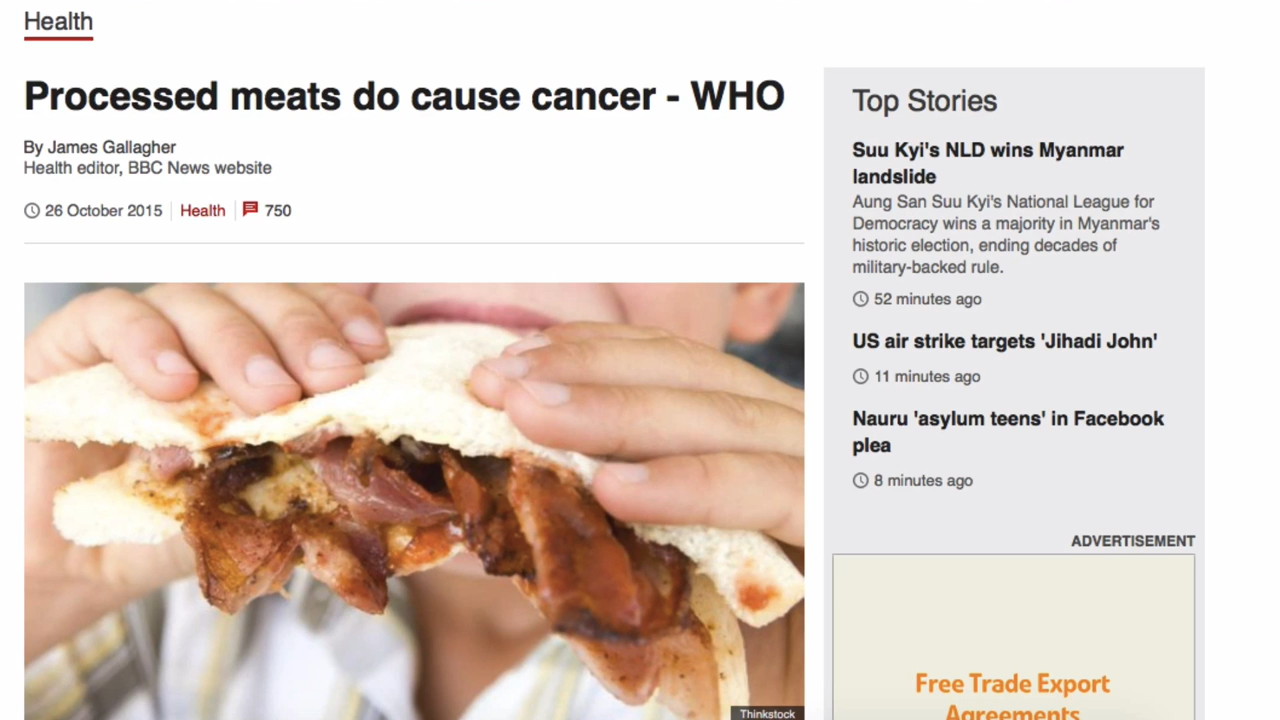 Health
Processed meats do cause cancer - WHO
By James Gallagher
Health editor, BBC News website
26 October 2015 Health 750
Thinkstock
Top Stories
Suu Kyi's NLD wins Myanmar
landslide
Aung San Suu Kyi's National League for
Democracy wins a majority in Myanmar's
historic election, ending decades of
military-backed rule.
52 minutes ago
US air strike targets 'Jihadi John'
11 minutes ago
Nauru 'asylum teens' in Facebook
plea
8 minutes ago
ADVERTISEMENT
Free Trade Export
Agreements